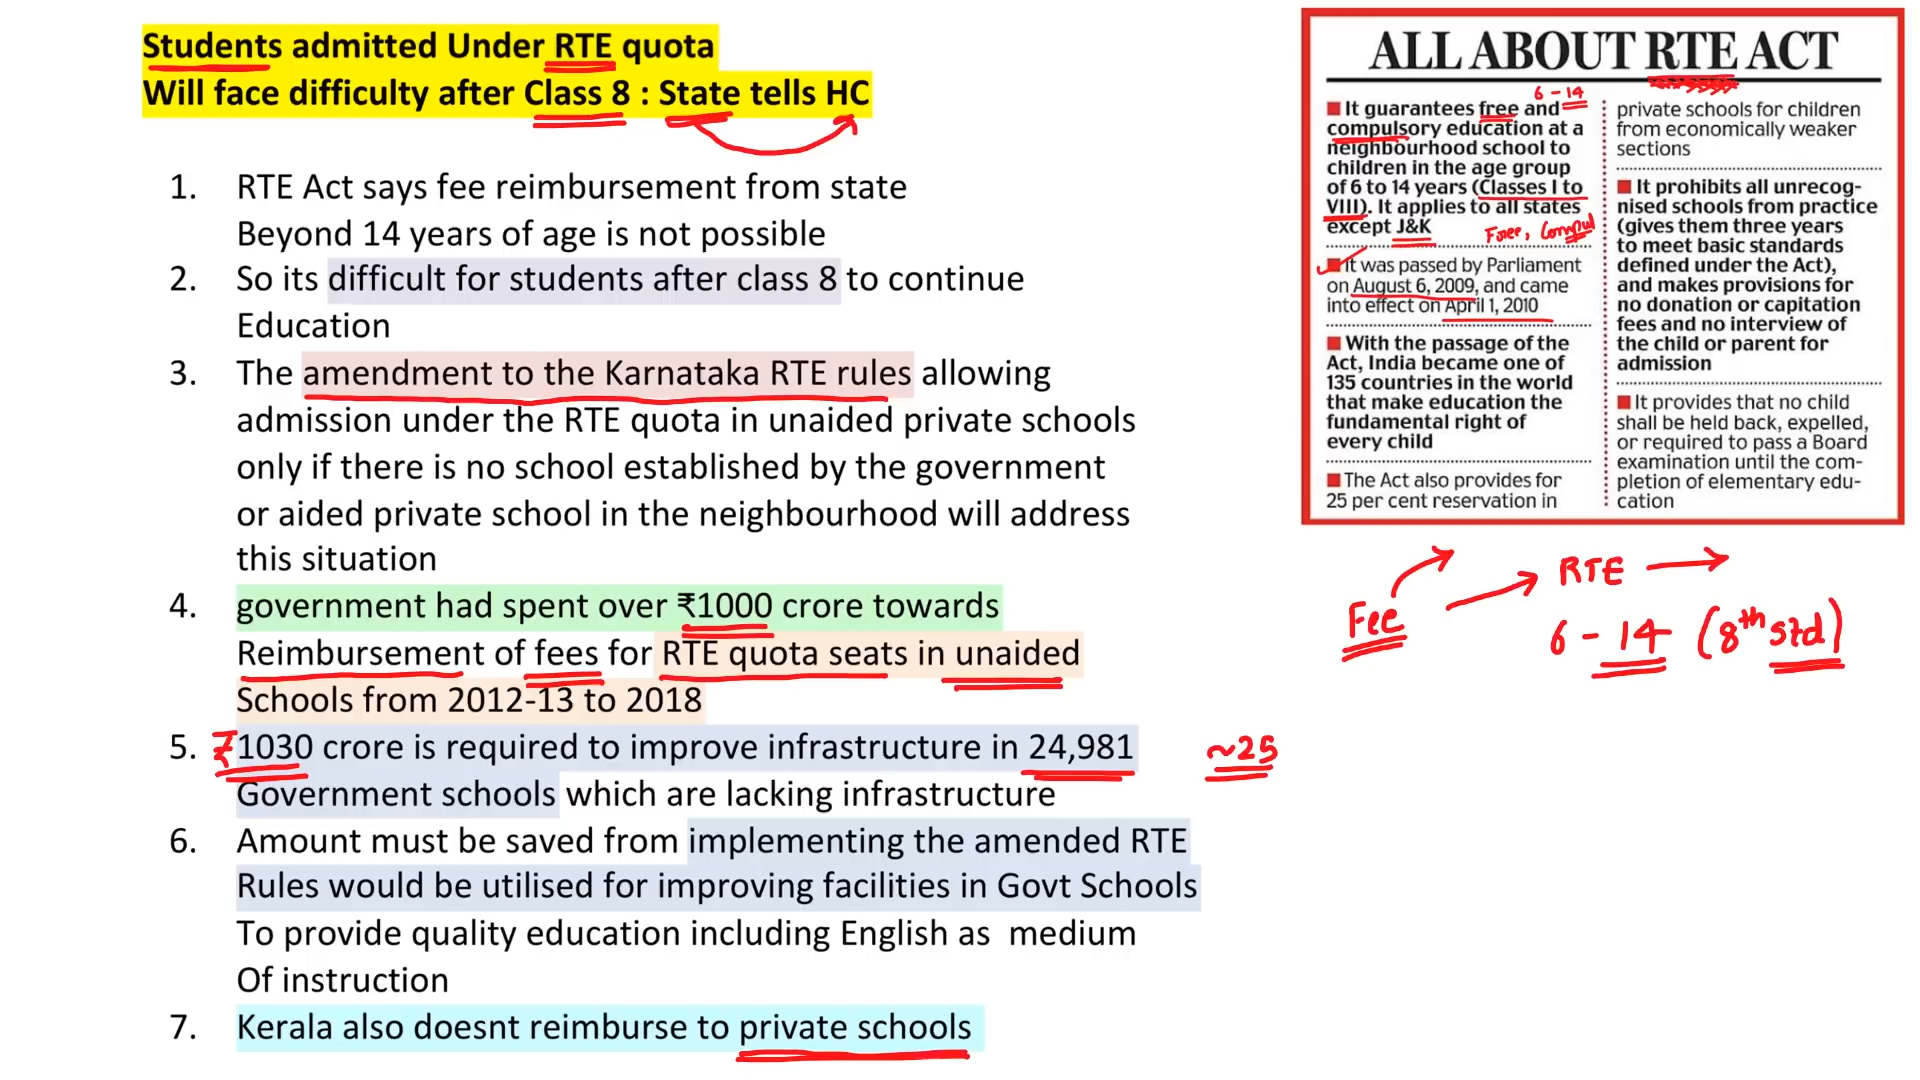 Students admitted Under RTE quota
Will face difficulty after Class 8 : State tells HC
1. RTE Act says fee reimbursement from state
Beyond 14 years of age is not possible
2. So its difficult for students after class 8 to continue
Education
3. The amendment to the Karnataka RTE rules allowing
admission under the RTE quota in unaided private schools
only if there is no school established by the government
or aided private school in the neighbourhood will address
this situation
4. government had spent over ₹1000 crore towards
Reimbursement of fees for RTE quota seats in unaided
Schools from 2012-13 to 2018
5. ₹1030 crore is required to improve infrastructure in 24,981
~25
Government schools which are lacking infrastructure
6. Amount must be saved from implementing the amended RTE
Rules would be utilised for improving facilities in Govt Schools
To provide quality education including English as medium
Of instruction
7. Kerala also doesnt reimburse to private schools
ALL ABOUT RTE ACT
6 - 14
It guarantees free and
compulsory education at a
neighbourhood school to
children in the age group
of 6 to 14 years (Classes I to
VIII). It applies to all states
except J&K
Free, Compul
It was passed by Parliament
on August 6, 2009, and came
into effect on April 1, 2010
With the passage of the
Act, India became one of
135 countries in the world
that make education the
fundamental right of
every child
The Act also provides for
25 per cent reservation in
private schools for children
from economically weaker
sections
It prohibits all unrecog-
nised schools from practice
(gives them three years
to meet basic standards
defined under the Act),
and makes provisions for
no donation or capitation
fees and no interview of
the child or parent for
admission
It provides that no child
shall be held back, expelled,
or required to pass a Board
examination until the com-
pletion of elementary edu-
cation
RTE
Fee
6 - 14 (8th std)